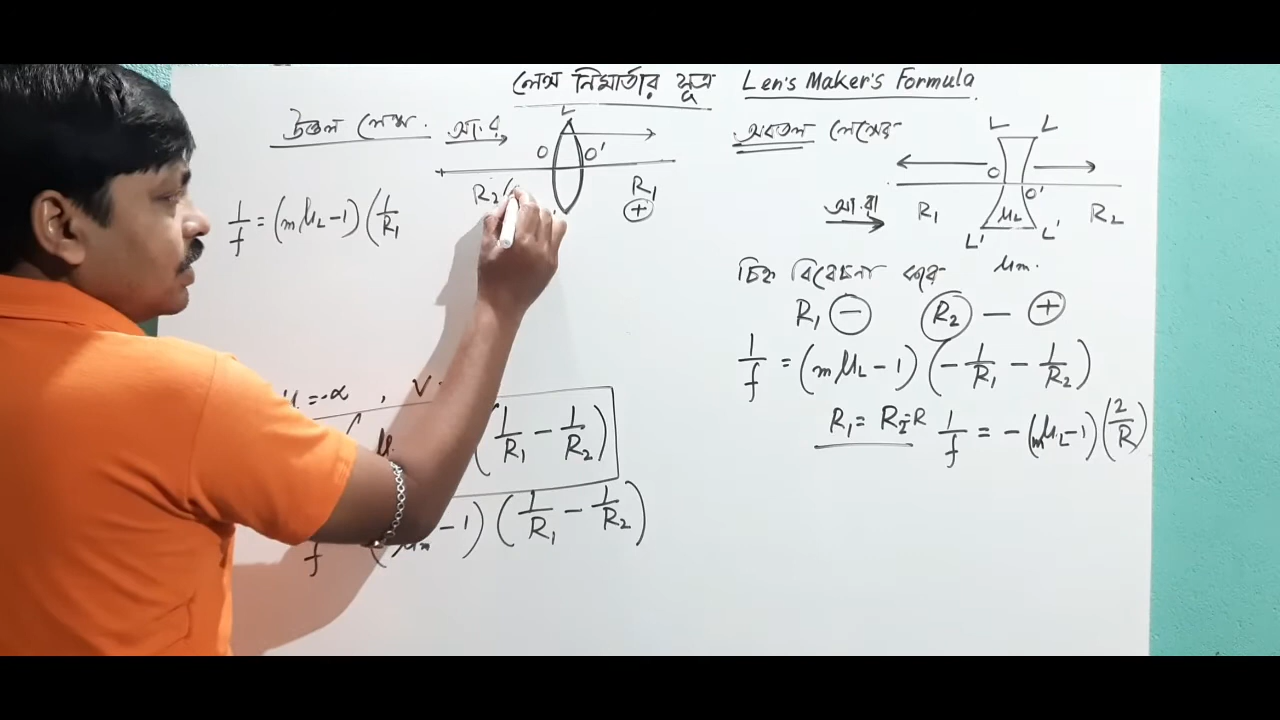 লেন্স নির্মাতার সূত্র Len's Maker's Formula
উত্তল লেন্স. আ.র
L
O O'
R₂ R₁
+
1/f = (mμL - 1) (1/R₁
u = -α , V
(1/R₁ - 1/R₂)
1/f - 1) (1/R₁ - 1/R₂)
অবতল লেন্সের
L L
O O'
আ.রা R₁ μL R₂
L' L'
চিহ্ন বিবেচনা করে μm.
R₁ - R₂ - +
1/f = (mμL - 1) (-1/R₁ - 1/R₂)
R₁ = R₂ = R 1/f = - (mμL - 1) (2/R)